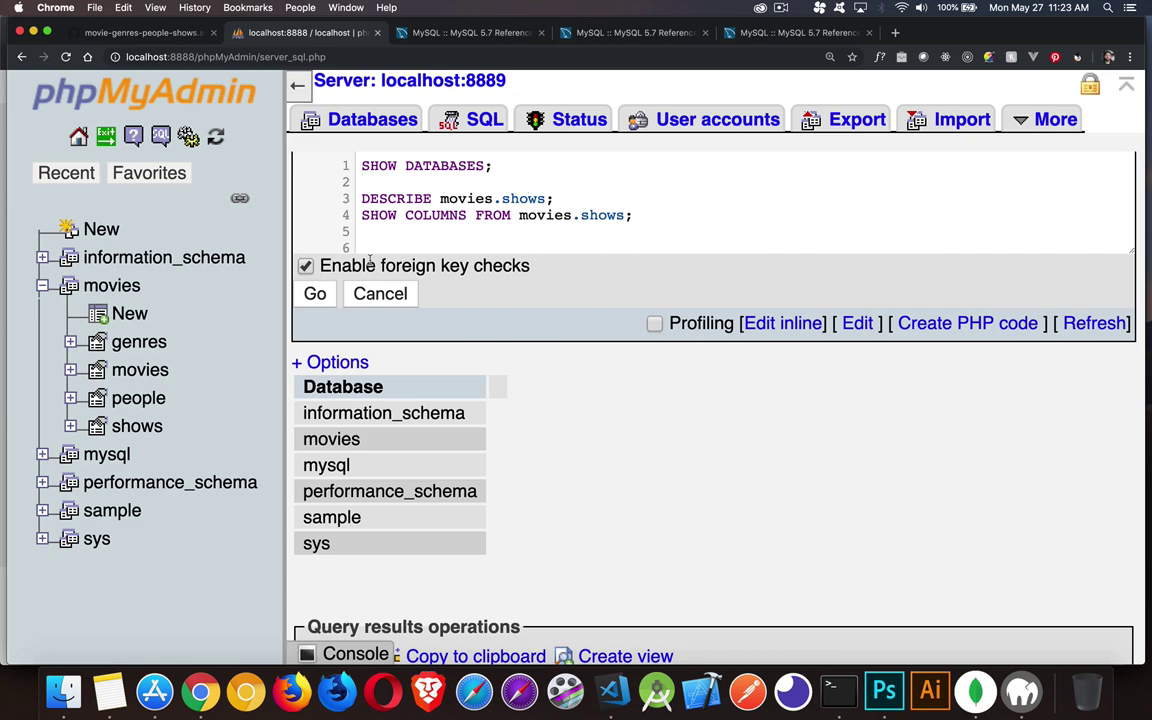 Chrome File Edit View History Bookmarks People Window Help 100% Mon May 27 11:23 AM
movie-genres-people-shows.s × localhost:8888 / localhost | ph × MySQL :: MySQL 5.7 Referenc × MySQL :: MySQL 5.7 Referenc × MySQL :: MySQL 5.7 Referenc × +
localhost:8888/phpMyAdmin/server_sql.php
phpMyAdmin
Recent Favorites
New
information_schema
movies
New
genres
movies
people
shows
mysql
performance_schema
sample
sys
Server: localhost:8889
Databases SQL Status User accounts Export Import More
1 SHOW DATABASES;
2
3 DESCRIBE movies.shows;
4 SHOW COLUMNS FROM movies.shows;
5
6
Enable foreign key checks
Go Cancel
Profiling [Edit inline] [ Edit ] [ Create PHP code ] [ Refresh]
+ Options
Database
information_schema
movies
mysql
performance_schema
sample
sys
Query results operations
Console Copy to clipboard Create view
Ps Ai